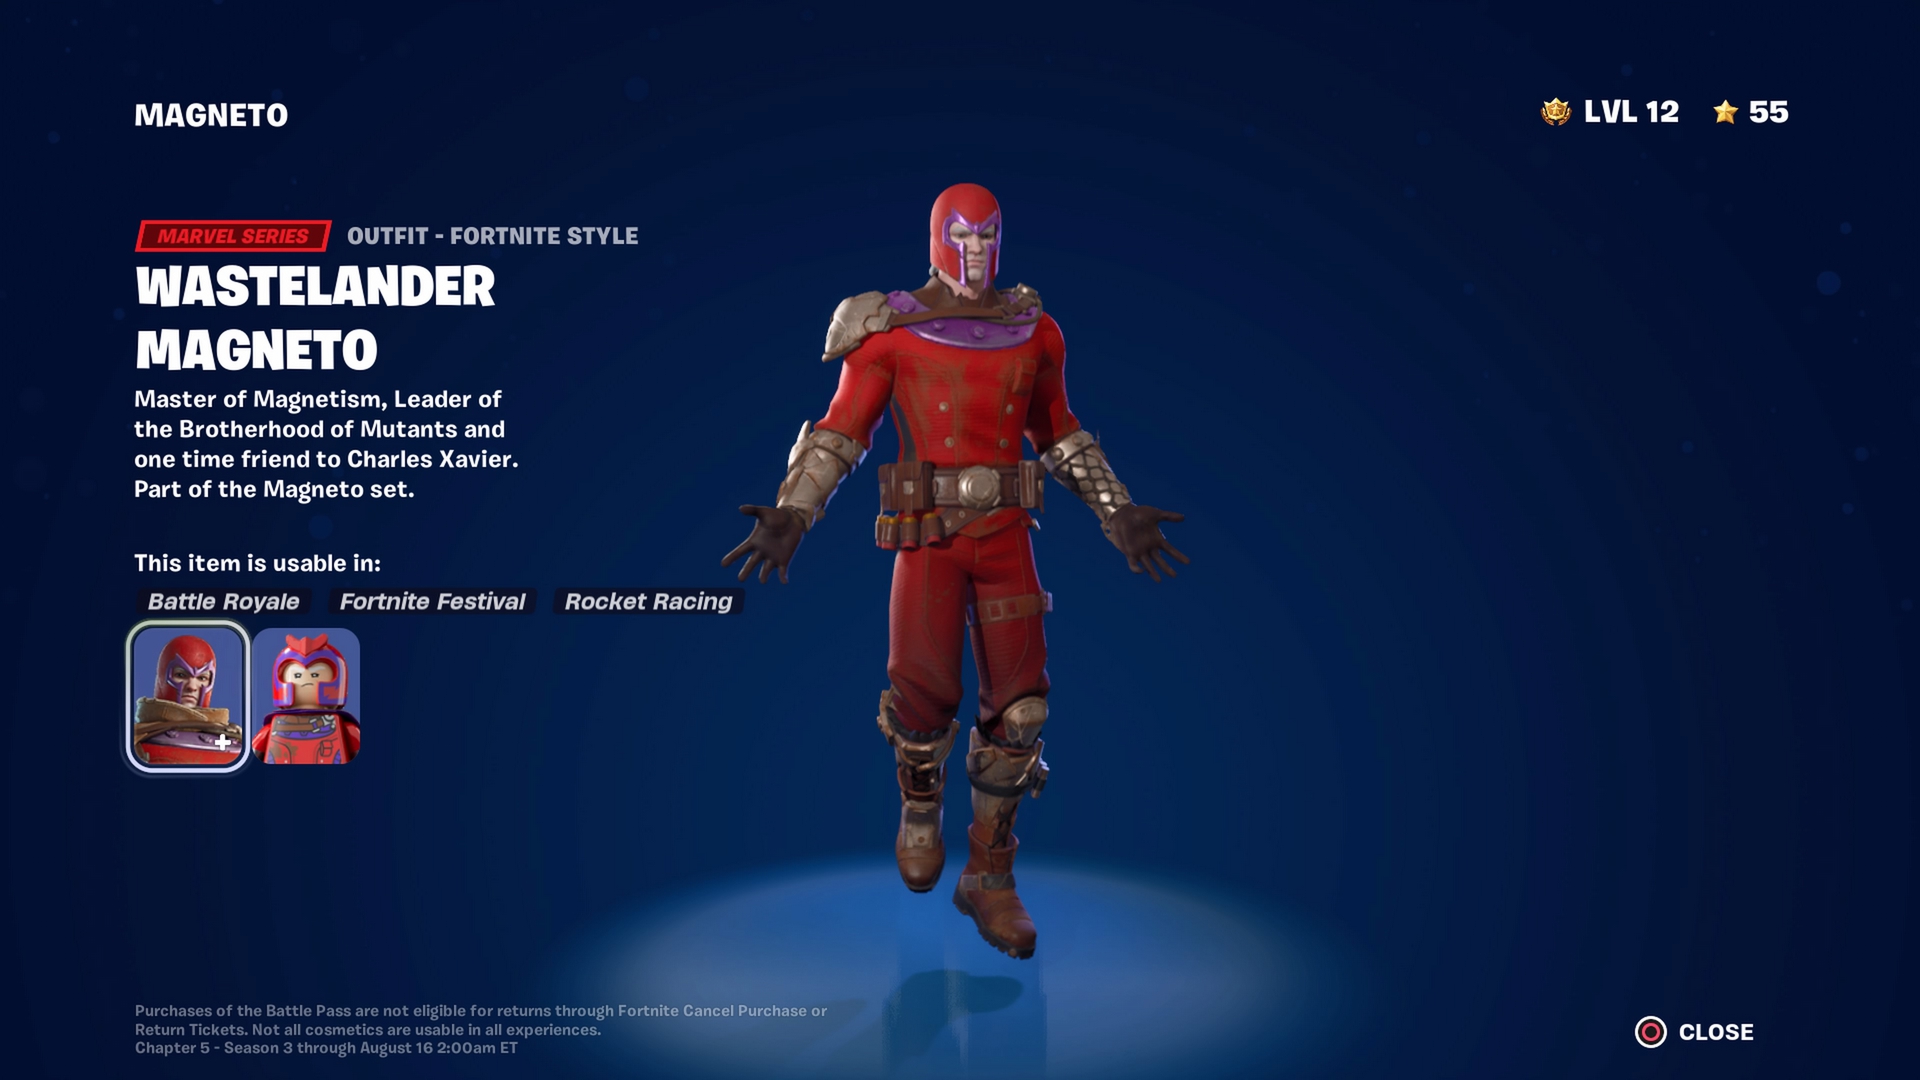 MAGNETO
LVL 12
55
MARVEL SERIES
OUTFIT - FORTNITE STYLE
WASTELANDER
MAGNETO
Master of Magnetism, Leader of
the Brotherhood of Mutants and
one time friend to Charles Xavier.
Part of the Magneto set.
This item is usable in:
Battle Royale
Fortnite Festival
Rocket Racing
Purchases of the Battle Pass are not eligible for returns through Fortnite Cancel Purchase or
Return Tickets. Not all cosmetics are usable in all experiences.
Chapter 5 - Season 3 through August 16 2:00am ET
CLOSE